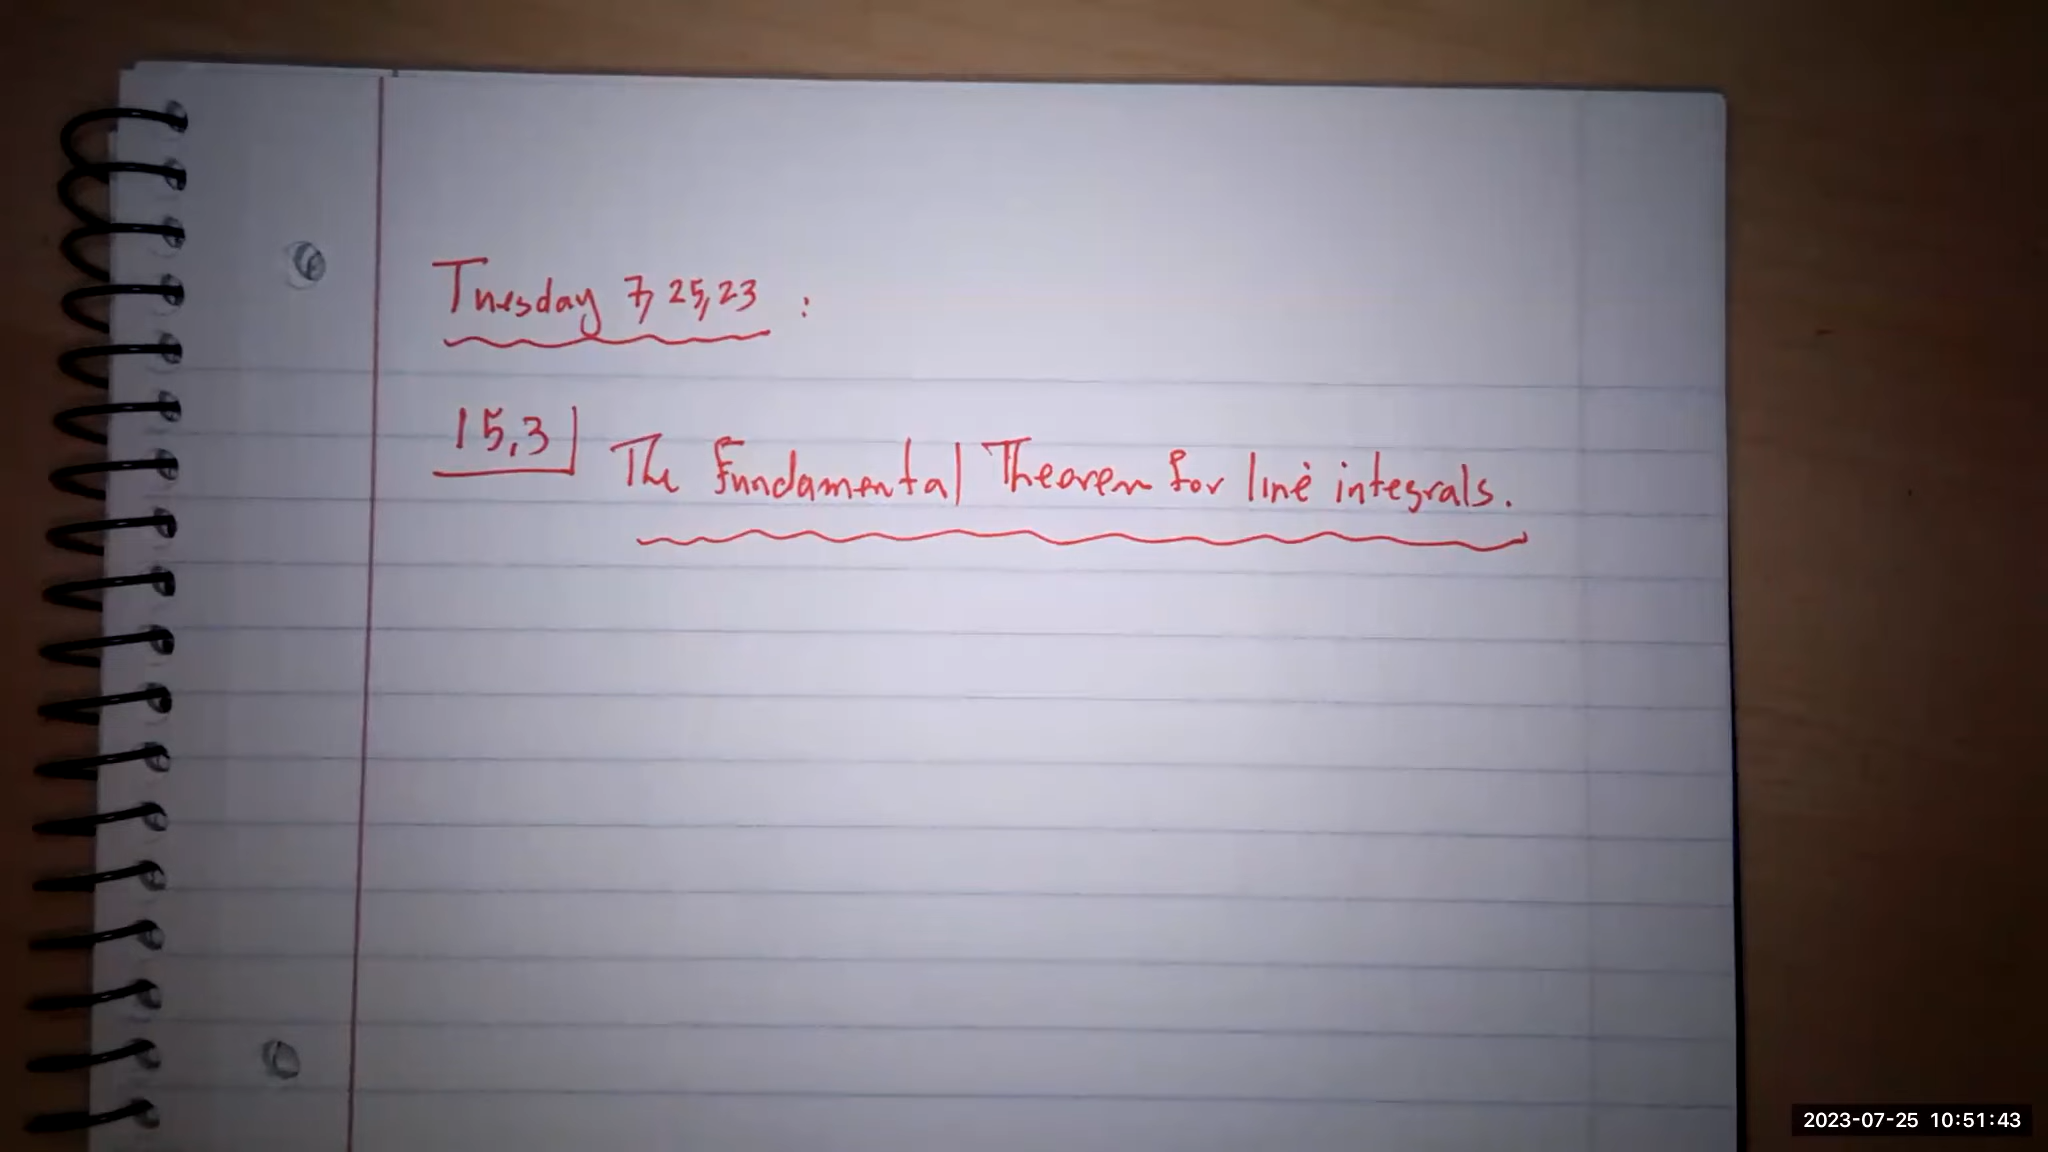 Tuesday 7,25,23 :
15.3 The Fundamental Theorem for line integrals.
2023-07-25 10:51:43